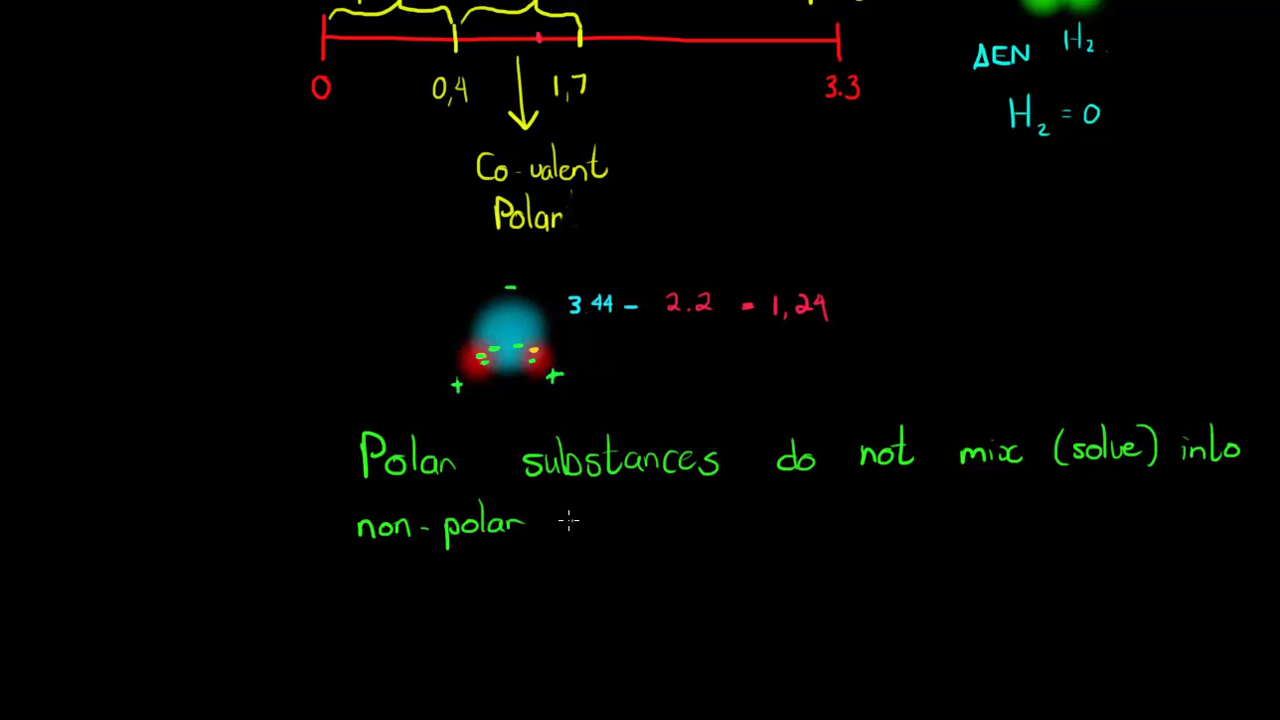 0 0,4 1,7 3.3
Co-valent
Polar
ΔEN H₂
H₂ = 0
-
3.44 - 2.2 = 1,24
+ +
Polar substances do not mix (solve) into
non-polar